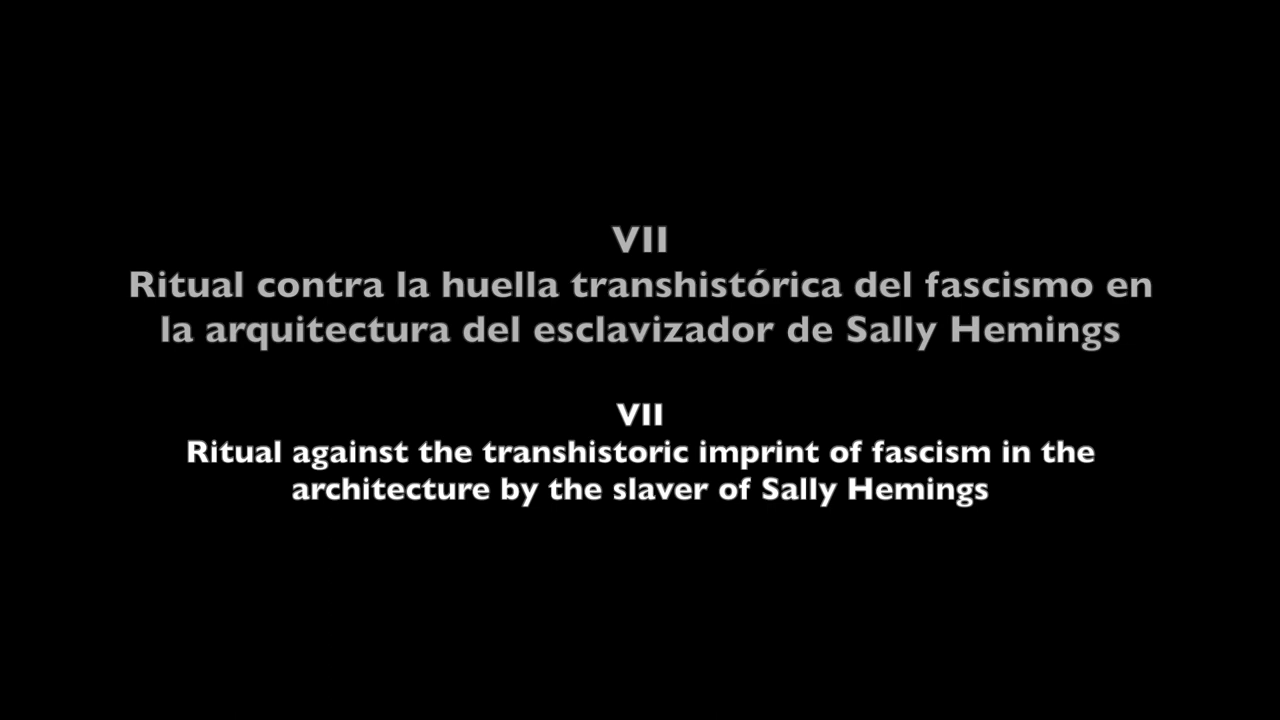 VII
Ritual contra la huella transhistórica del fascismo en
la arquitectura del esclavizador de Sally Hemings
VII
Ritual against the transhistoric imprint of fascism in the
architecture by the slaver of Sally Hemings